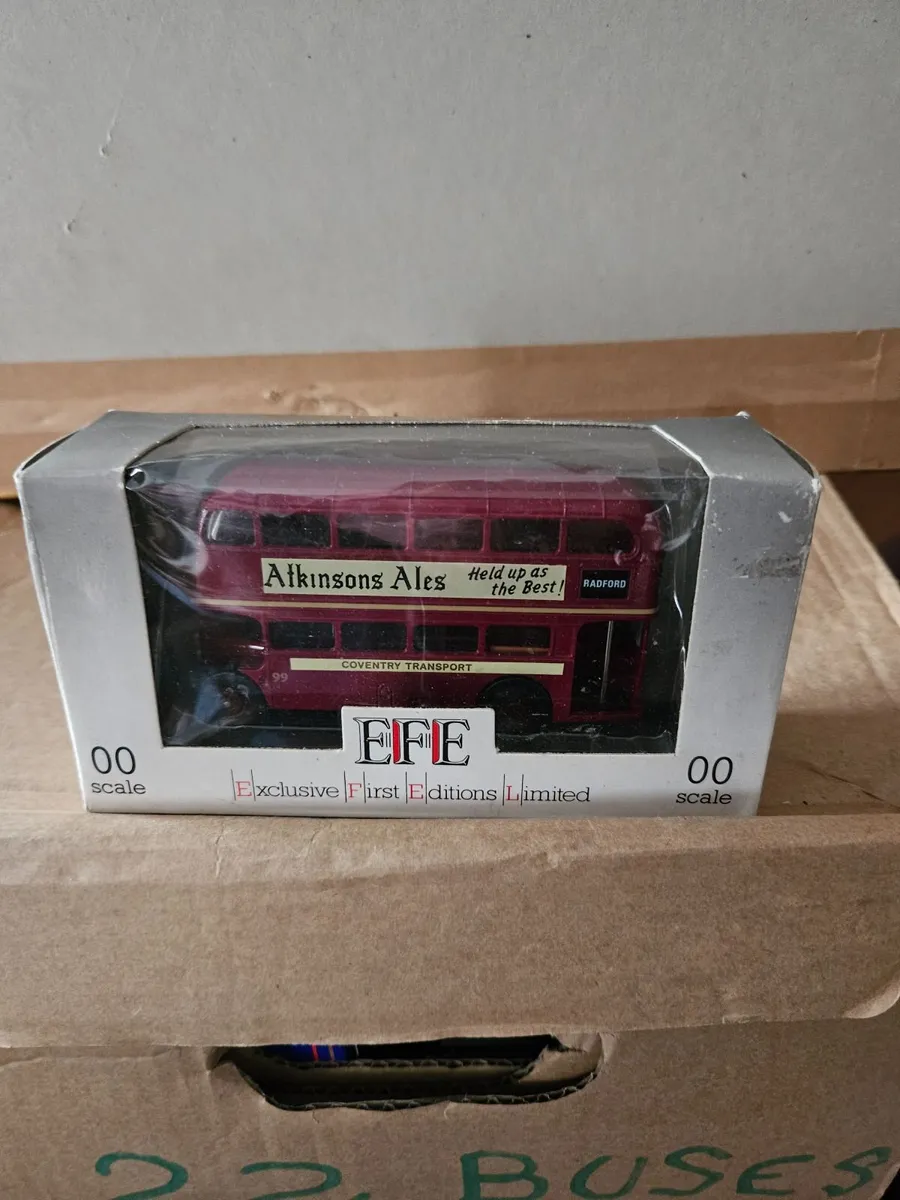 Atkinsons Ales Held up as
the Best!
RADFORD
COVENTRY TRANSPORT
99
EFE
00
scale
Exclusive First Editions Limited
00
scale
22. BUSES